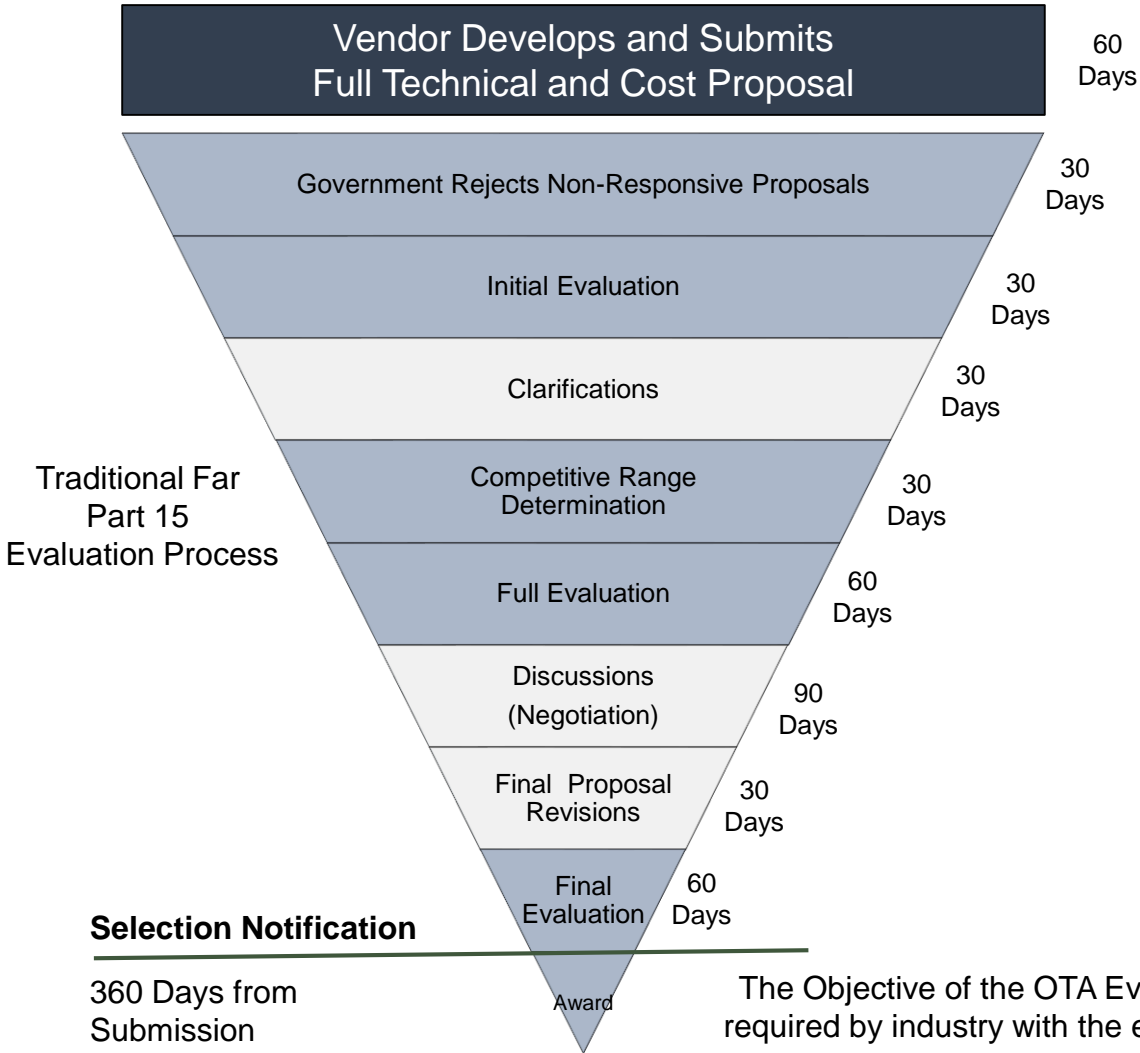 Vendor Develops and Submits
Full Technical and Cost Proposal
60
Days
Government Rejects Non-Responsive Proposals
30
Days
Initial Evaluation
30
Days
Clarifications
30
Days
Traditional Far
Part 15
Evaluation Process
Competitive Range
Determination
30
Days
Full Evaluation
60
Days
Discussions
(Negotiation)
90
Days
Final Proposal
Revisions
30
Days
Final
Evaluation
60
Days
Selection Notification
360 Days from
Submission
Award
The Objective of the OTA Ev
required by industry with the e